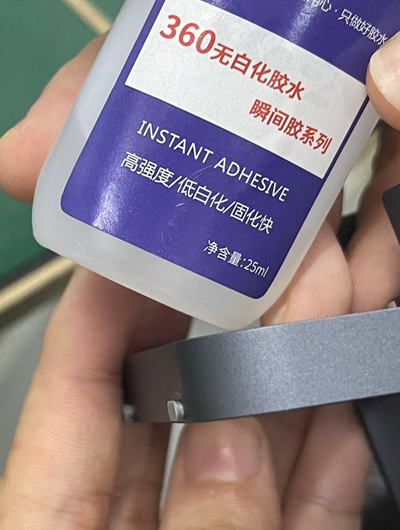 心·只做好胶水
360无白化胶水
瞬间胶系列
INSTANT ADHESIVE
高强度/低白化/固化快
净含量:25ml